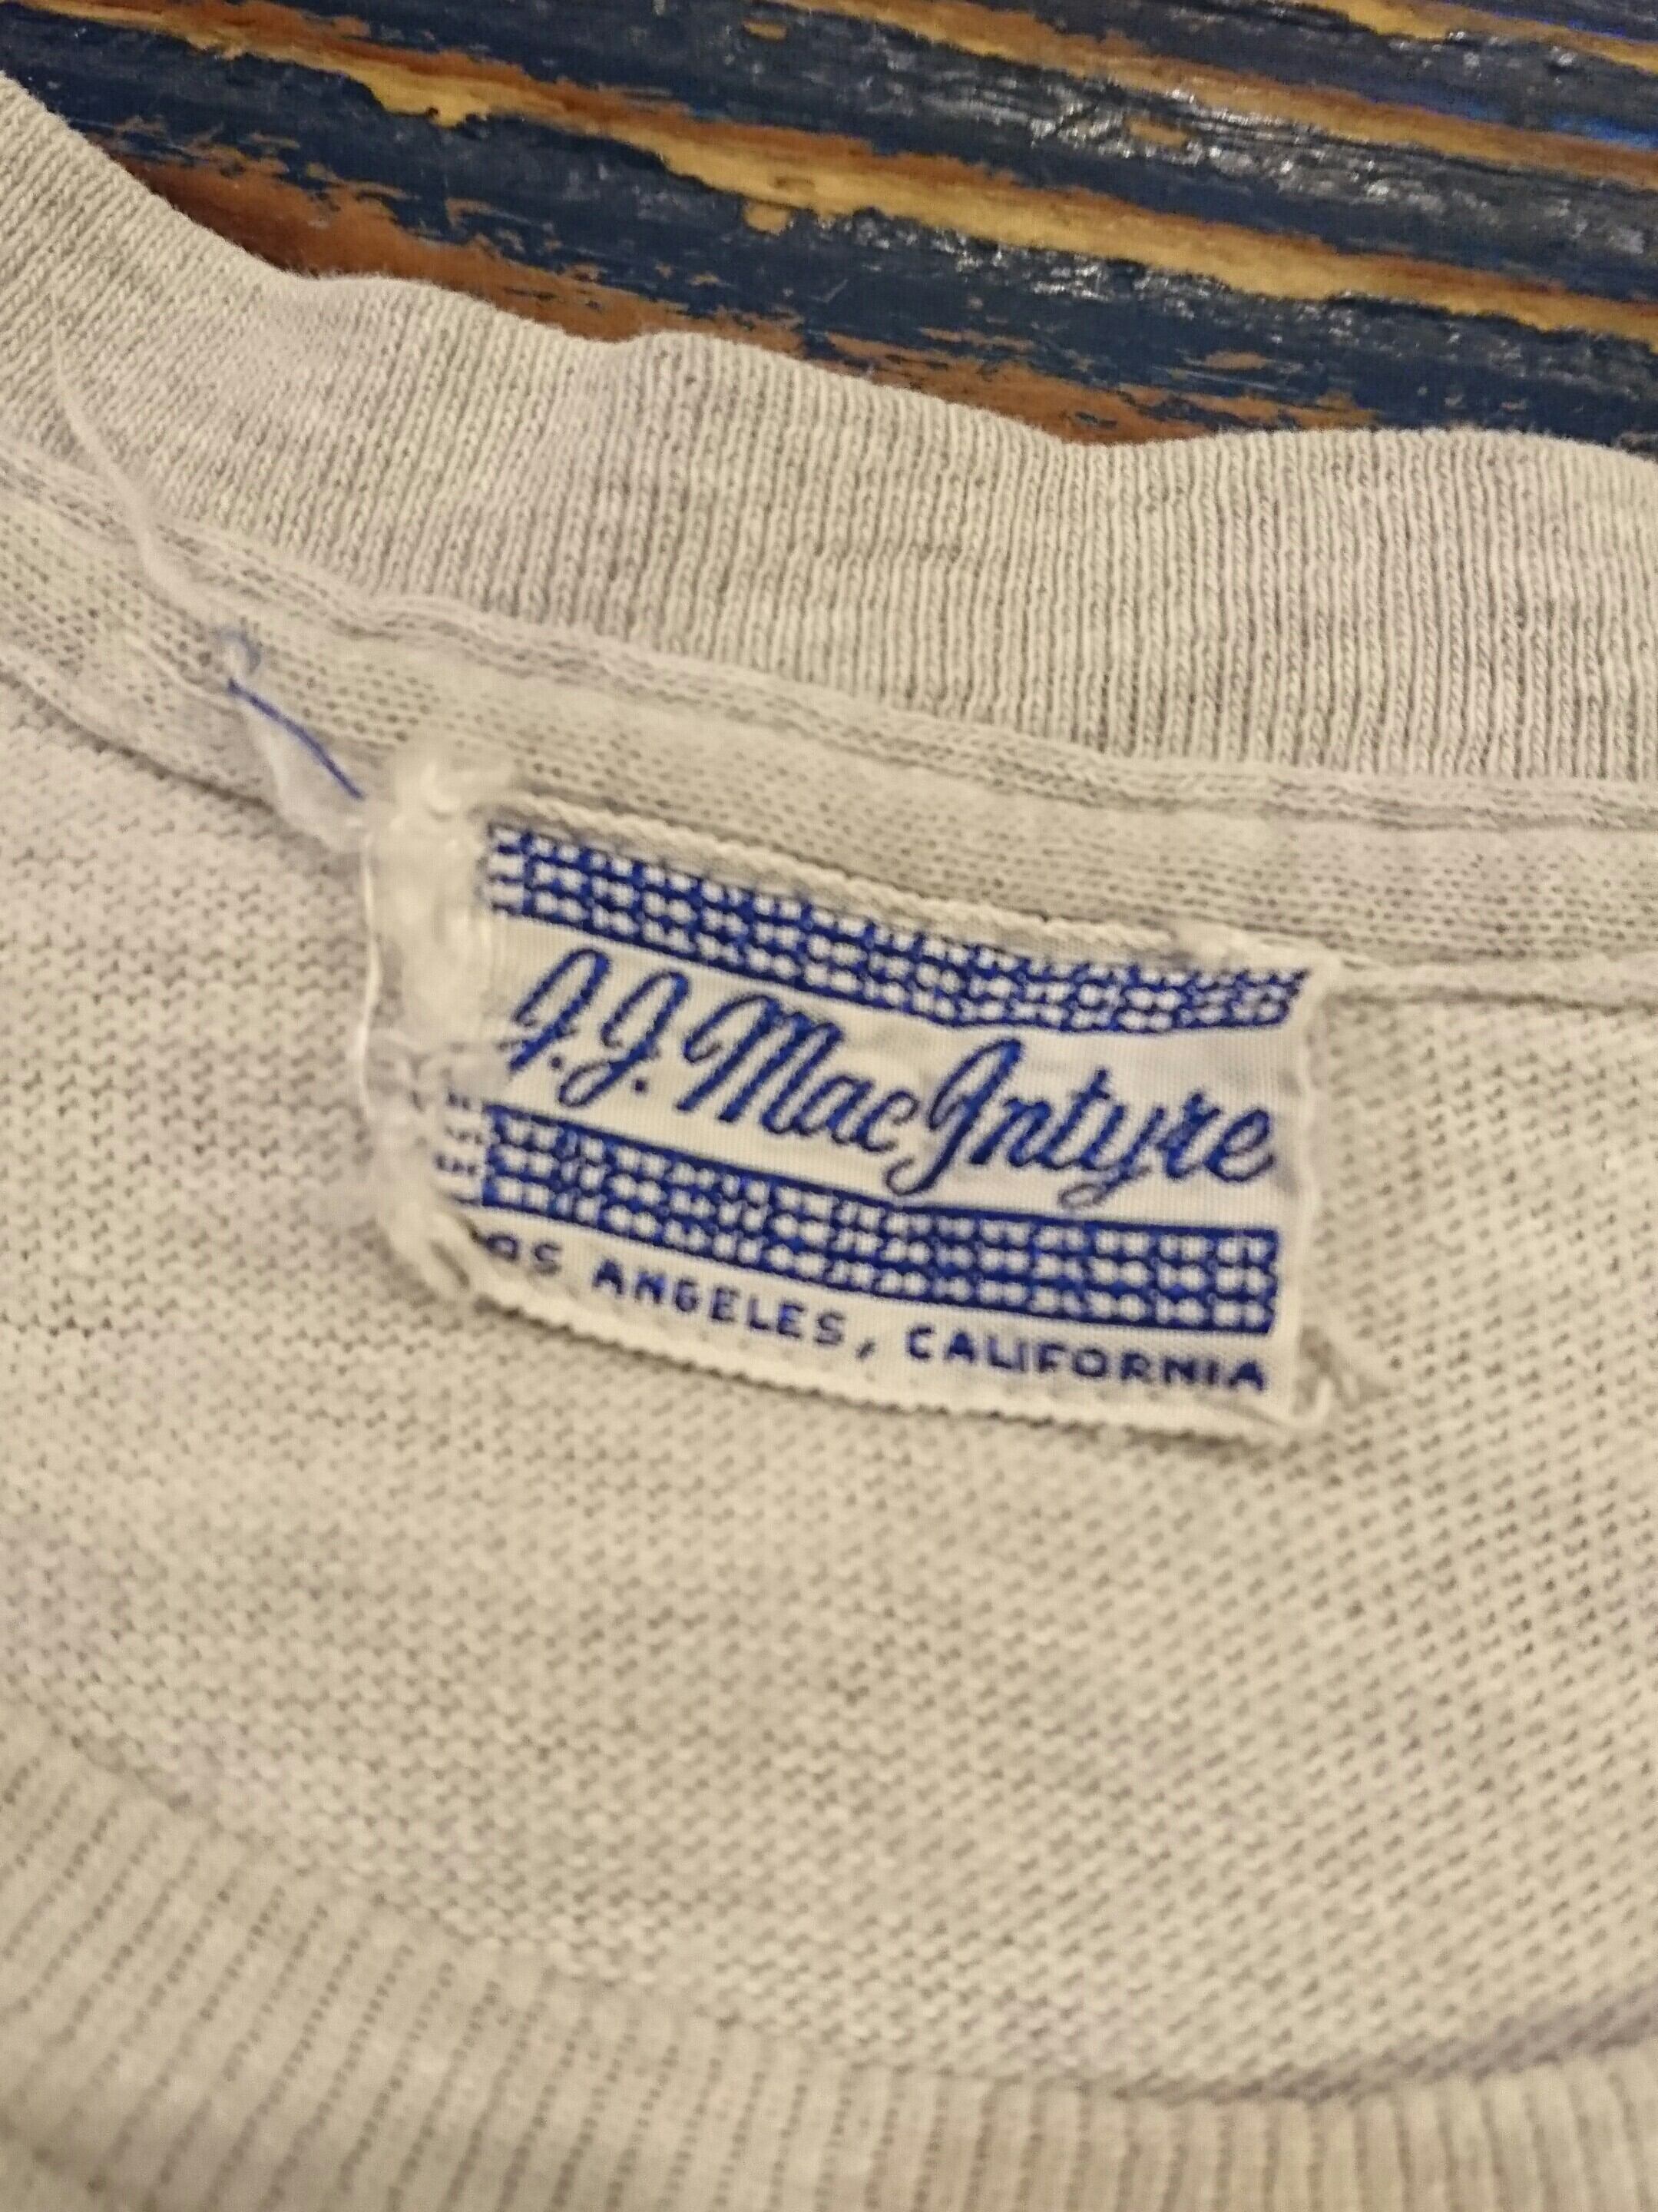 J.J. MacIntyre
LOS ANGELES, CALIFORNIA